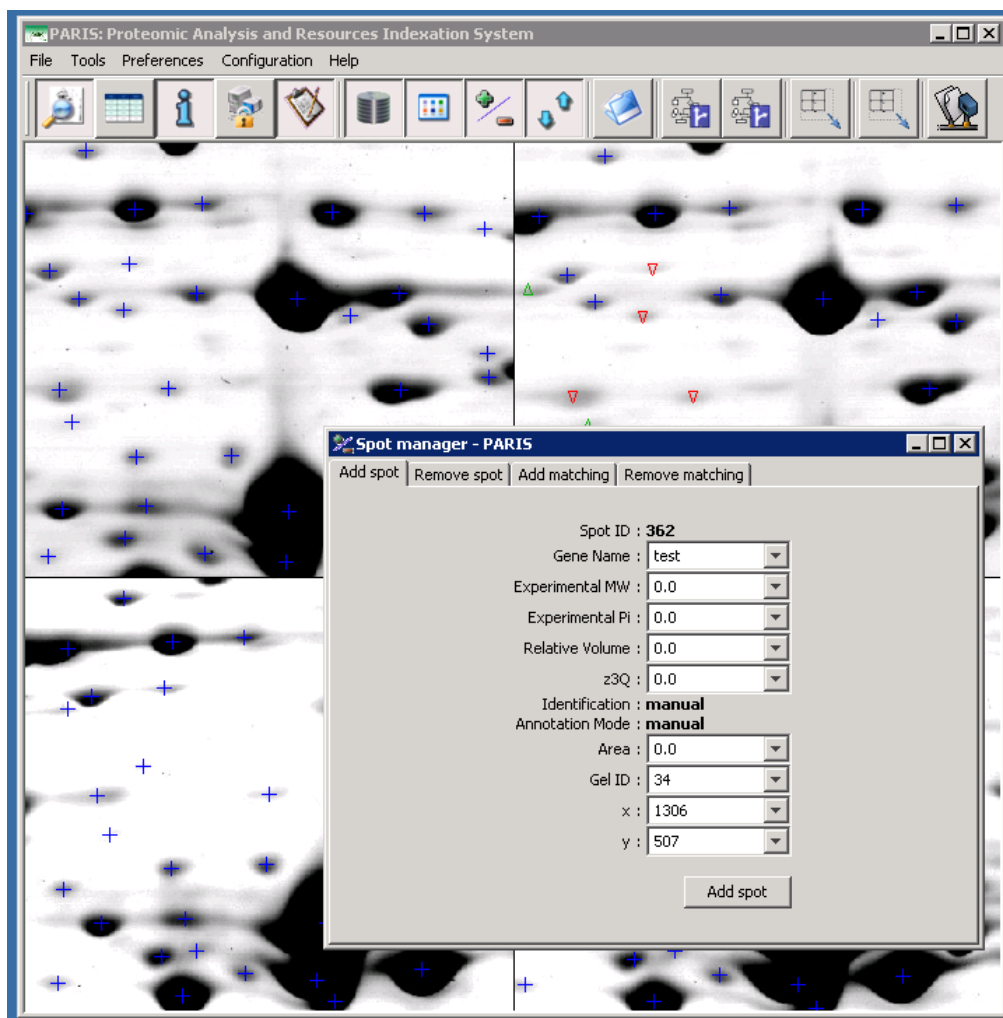 PARIS: Proteomic Analysis and Resources Indexation System
File Tools Preferences Configuration Help
Spot manager - PARIS
Add spot Remove spot Add matching Remove matching
Spot ID : 362
Gene Name : test
Experimental MW : 0.0
Experimental Pi : 0.0
Relative Volume : 0.0
z3Q : 0.0
Identification : manual
Annotation Mode : manual
Area : 0.0
Gel ID : 34
x : 1306
y : 507
Add spot